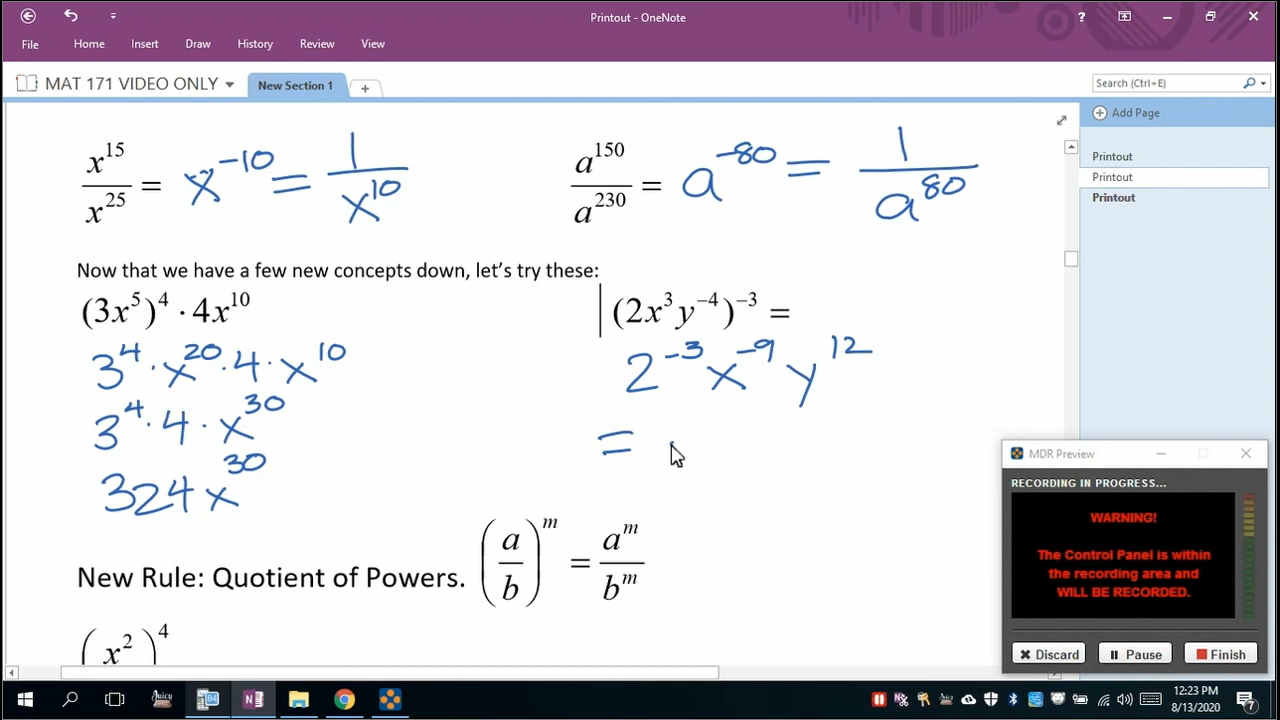 Printout - OneNote
?
File Home Insert Draw History Review View
MAT 171 VIDEO ONLY New Section 1 +
Search (Ctrl+E)
Add Page
Printout
Printout
Printout
x^15 / x^25 = x^-10 = 1 / x^10
a^150 / a^230 = a^-80 = 1 / a^80
Now that we have a few new concepts down, let's try these:
(3x^5)^4 · 4x^10
3^4 · x^20 · 4 · x^10
3^4 · 4 · x^30
324x^30
(2x^3y^-4)^-3 =
2^-3 x^-9 y^12
=
New Rule: Quotient of Powers. (a/b)^m = a^m / b^m
(x^2)^4
MDR Preview
RECORDING IN PROGRESS...
WARNING!
The Control Panel is within
the recording area and
WILL BE RECORDED.
Discard Pause Finish
Juicy
12:23 PM
8/13/2020
7